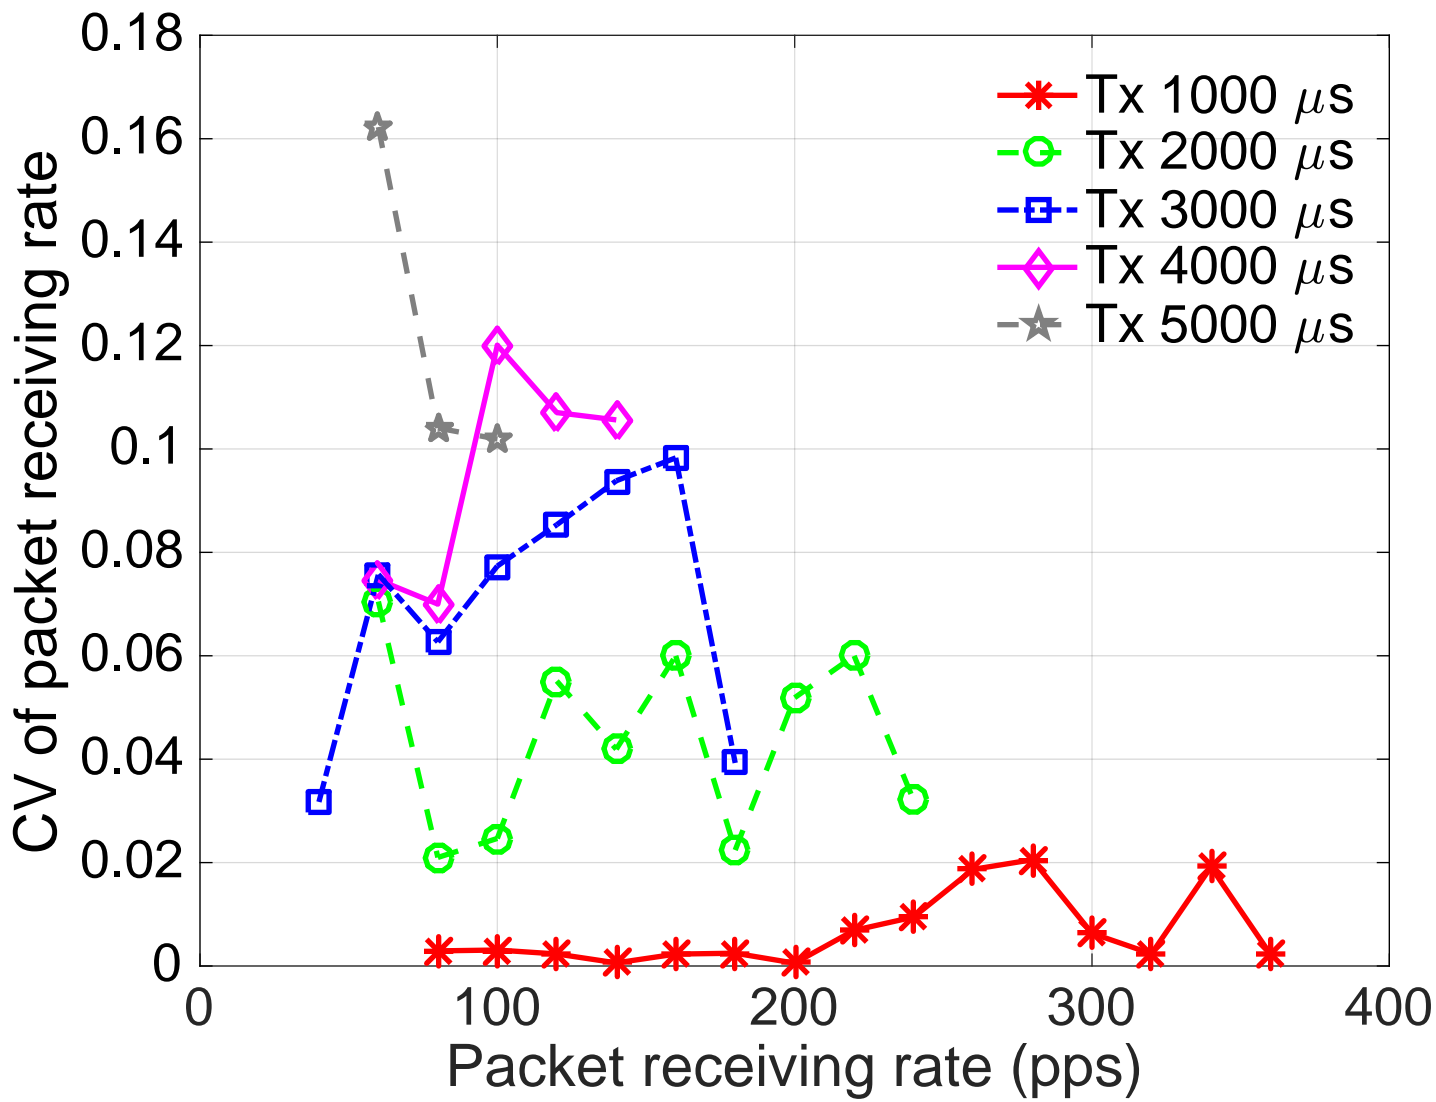 0.18
0.16
0.14
0.12
0.1
0.08
0.06
0.04
0.02
0
CV of packet receiving rate
Tx 1000 μs
Tx 2000 μs
Tx 3000 μs
Tx 4000 μs
Tx 5000 μs
0 100 200 300 400
Packet receiving rate (pps)